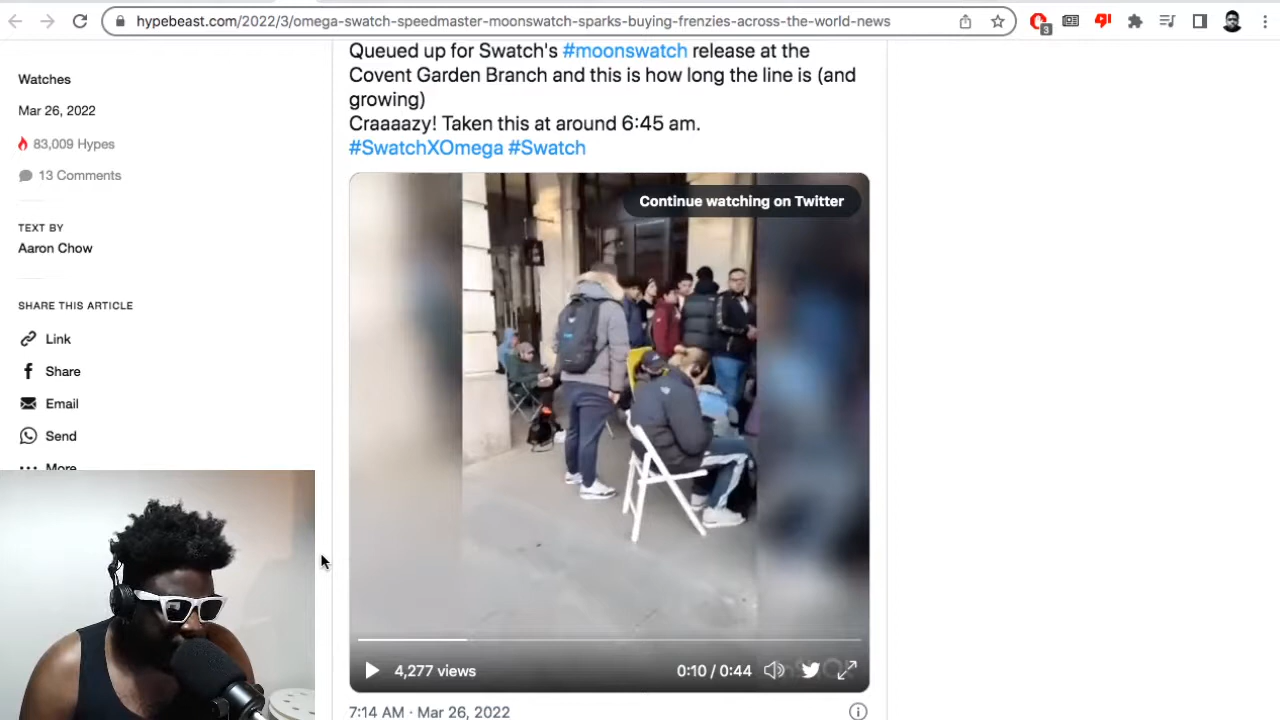 hypebeast.com/2022/3/omega-swatch-speedmaster-moonswatch-sparks-buying-frenzies-across-the-world-news
3
Watches
Mar 26, 2022
83,009 Hypes
13 Comments
TEXT BY
Aaron Chow
SHARE THIS ARTICLE
Link
Share
Email
Send
More
Queued up for Swatch's #moonswatch release at the
Covent Garden Branch and this is how long the line is (and
growing)
Craaaazy! Taken this at around 6:45 am.
#SwatchXOmega #Swatch
Continue watching on Twitter
4,277 views
0:10 / 0:44
7:14 AM · Mar 26, 2022